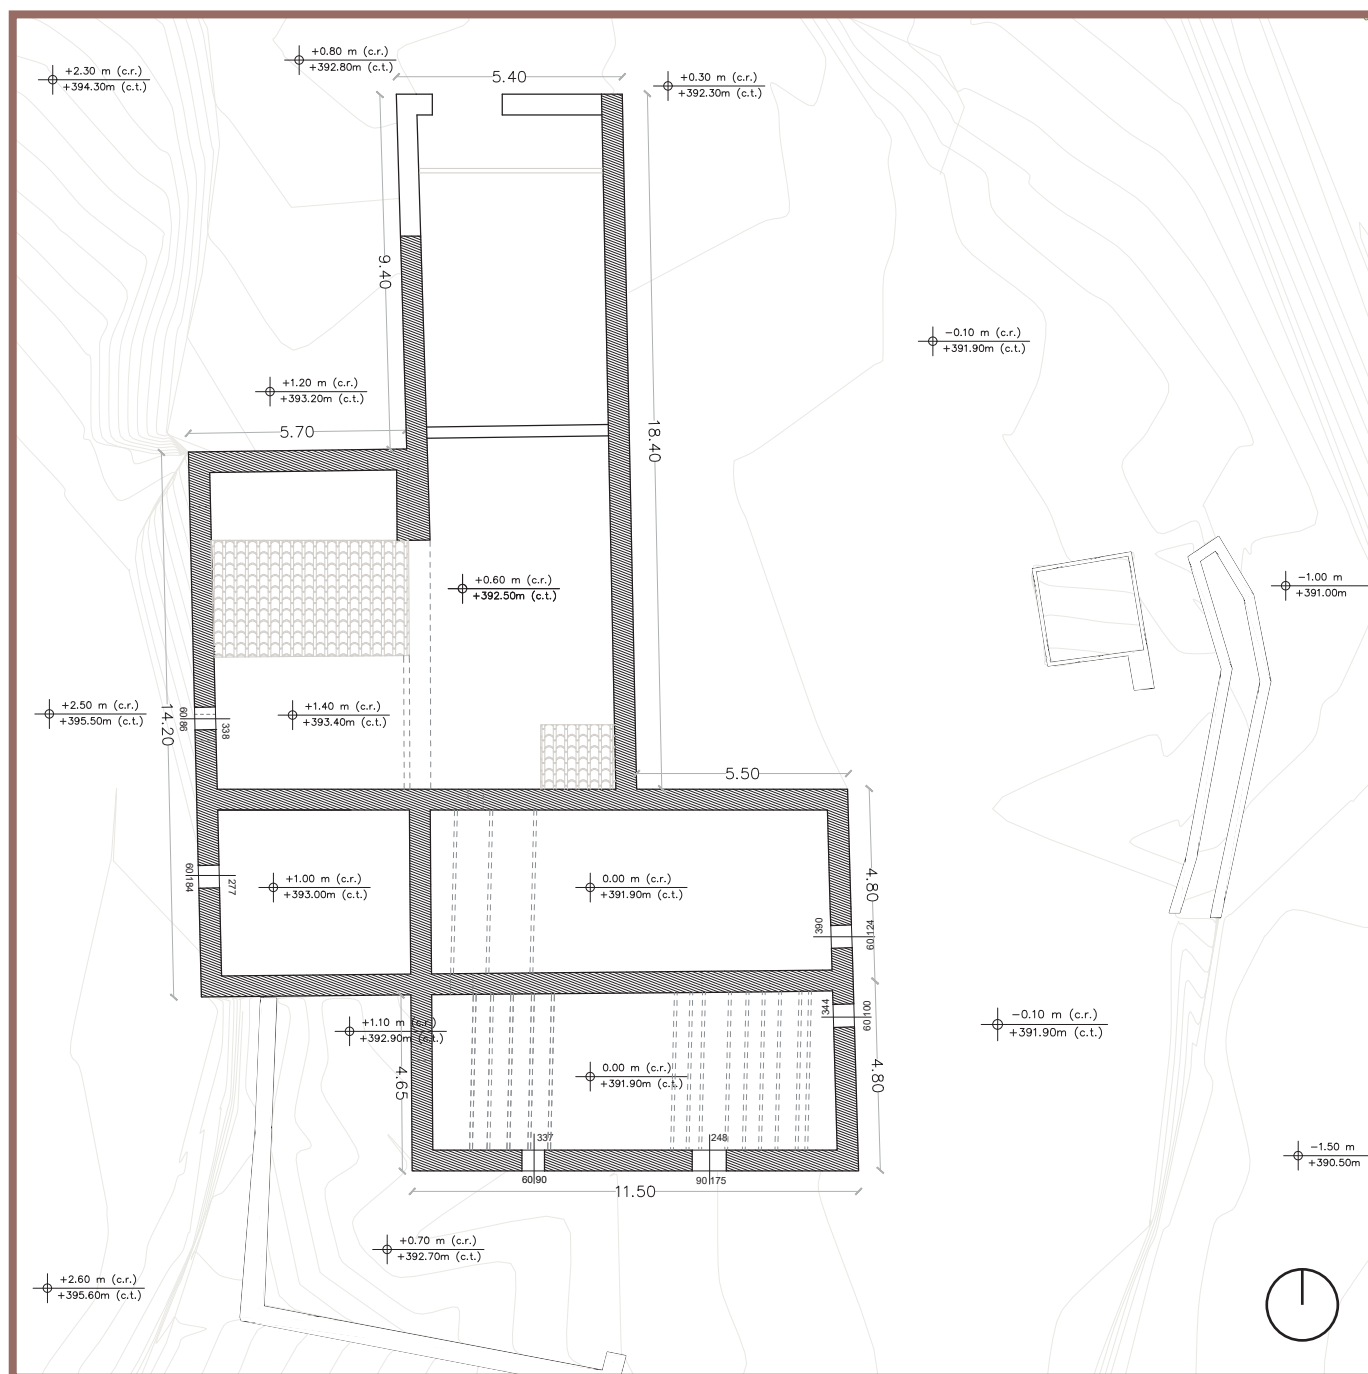 +0.80 m (c.r.)
+392.80m (c.t.)
+2.30 m (c.r.)
+394.30m (c.t.)
5.40
+0.30 m (c.r.)
+392.30m (c.t.)
9.40
-0.10 m (c.r.)
+391.90m (c.t.)
+1.20 m (c.r.)
+393.20m (c.t.)
5.70
18.40
+0.60 m (c.r.)
+392.50m (c.t.)
-1.00 m
+391.00m
+2.50 m (c.r.)
+395.50m (c.t.)
14.20
60|86
338
+1.40 m (c.r.)
+393.40m (c.t.)
5.50
60|184
277
+1.00 m (c.r.)
+393.00m (c.t.)
0.00 m (c.r.)
+391.90m (c.t.)
4.80
390
60|124
344
60|100
+1.10 m (c.r.)
+392.90m (c.t.)
-0.10 m (c.r.)
+391.90m (c.t.)
4.65
0.00 m (c.r.)
+391.90m (c.t.)
4.80
337
248
60|90
90|175
11.50
-1.50 m
+390.50m
+0.70 m (c.r.)
+392.70m (c.t.)
+2.60 m (c.r.)
+395.60m (c.t.)